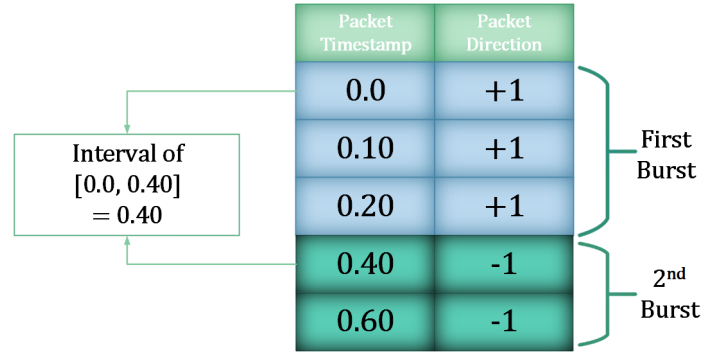 Packet Timestamp
Packet Direction
0.0
+1
0.10
+1
0.20
+1
0.40
-1
0.60
-1
Interval of
[0.0, 0.40]
= 0.40
First
Burst
2nd
Burst